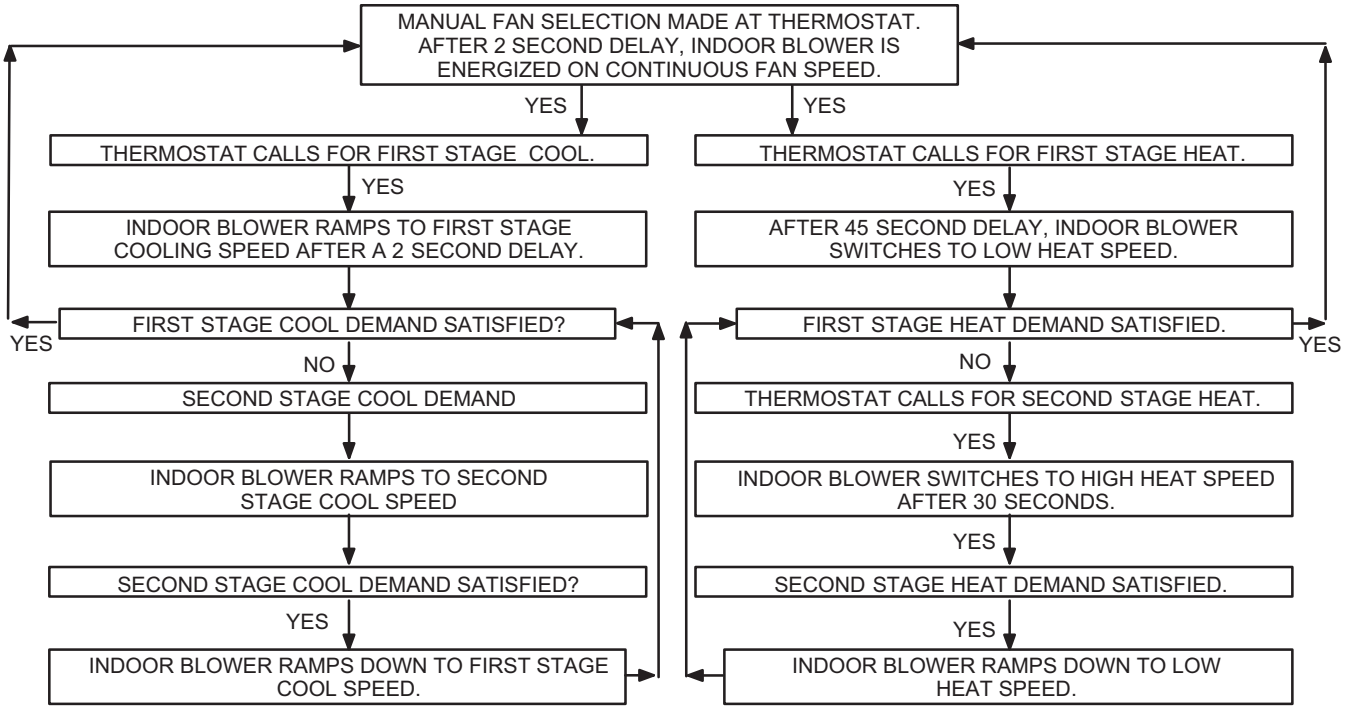 MANUAL FAN SELECTION MADE AT THERMOSTAT.
AFTER 2 SECOND DELAY, INDOOR BLOWER IS
ENERGIZED ON CONTINUOUS FAN SPEED.
YES
YES
THERMOSTAT CALLS FOR FIRST STAGE COOL.
YES
INDOOR BLOWER RAMPS TO FIRST STAGE
COOLING SPEED AFTER A 2 SECOND DELAY.
YES
FIRST STAGE COOL DEMAND SATISFIED?
NO
SECOND STAGE COOL DEMAND
INDOOR BLOWER RAMPS TO SECOND
STAGE COOL SPEED
SECOND STAGE COOL DEMAND SATISFIED?
YES
INDOOR BLOWER RAMPS DOWN TO FIRST STAGE
COOL SPEED.
THERMOSTAT CALLS FOR FIRST STAGE HEAT.
YES
AFTER 45 SECOND DELAY, INDOOR BLOWER
SWITCHES TO LOW HEAT SPEED.
FIRST STAGE HEAT DEMAND SATISFIED.
YES
NO
THERMOSTAT CALLS FOR SECOND STAGE HEAT.
YES
INDOOR BLOWER SWITCHES TO HIGH HEAT SPEED
AFTER 30 SECONDS.
YES
SECOND STAGE HEAT DEMAND SATISFIED.
YES
INDOOR BLOWER RAMPS DOWN TO LOW
HEAT SPEED.